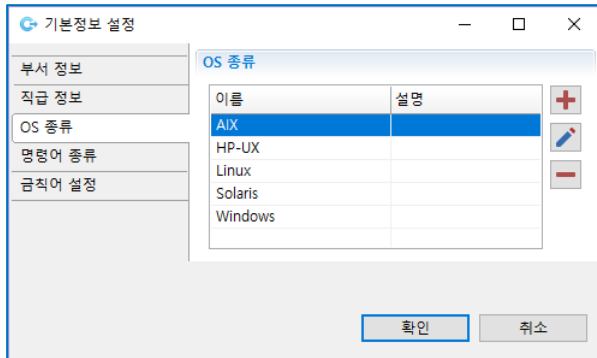 기본정보 설정
부서 정보
직급 정보
OS 종류
명령어 종류
금칙어 설정
OS 종류
이름 설명
AIX
HP-UX
Linux
Solaris
Windows
확인 취소